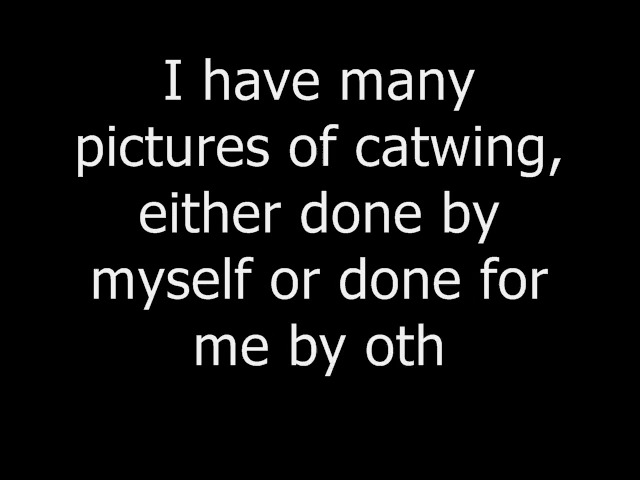 I have many
pictures of catwing,
either done by
myself or done for
me by oth